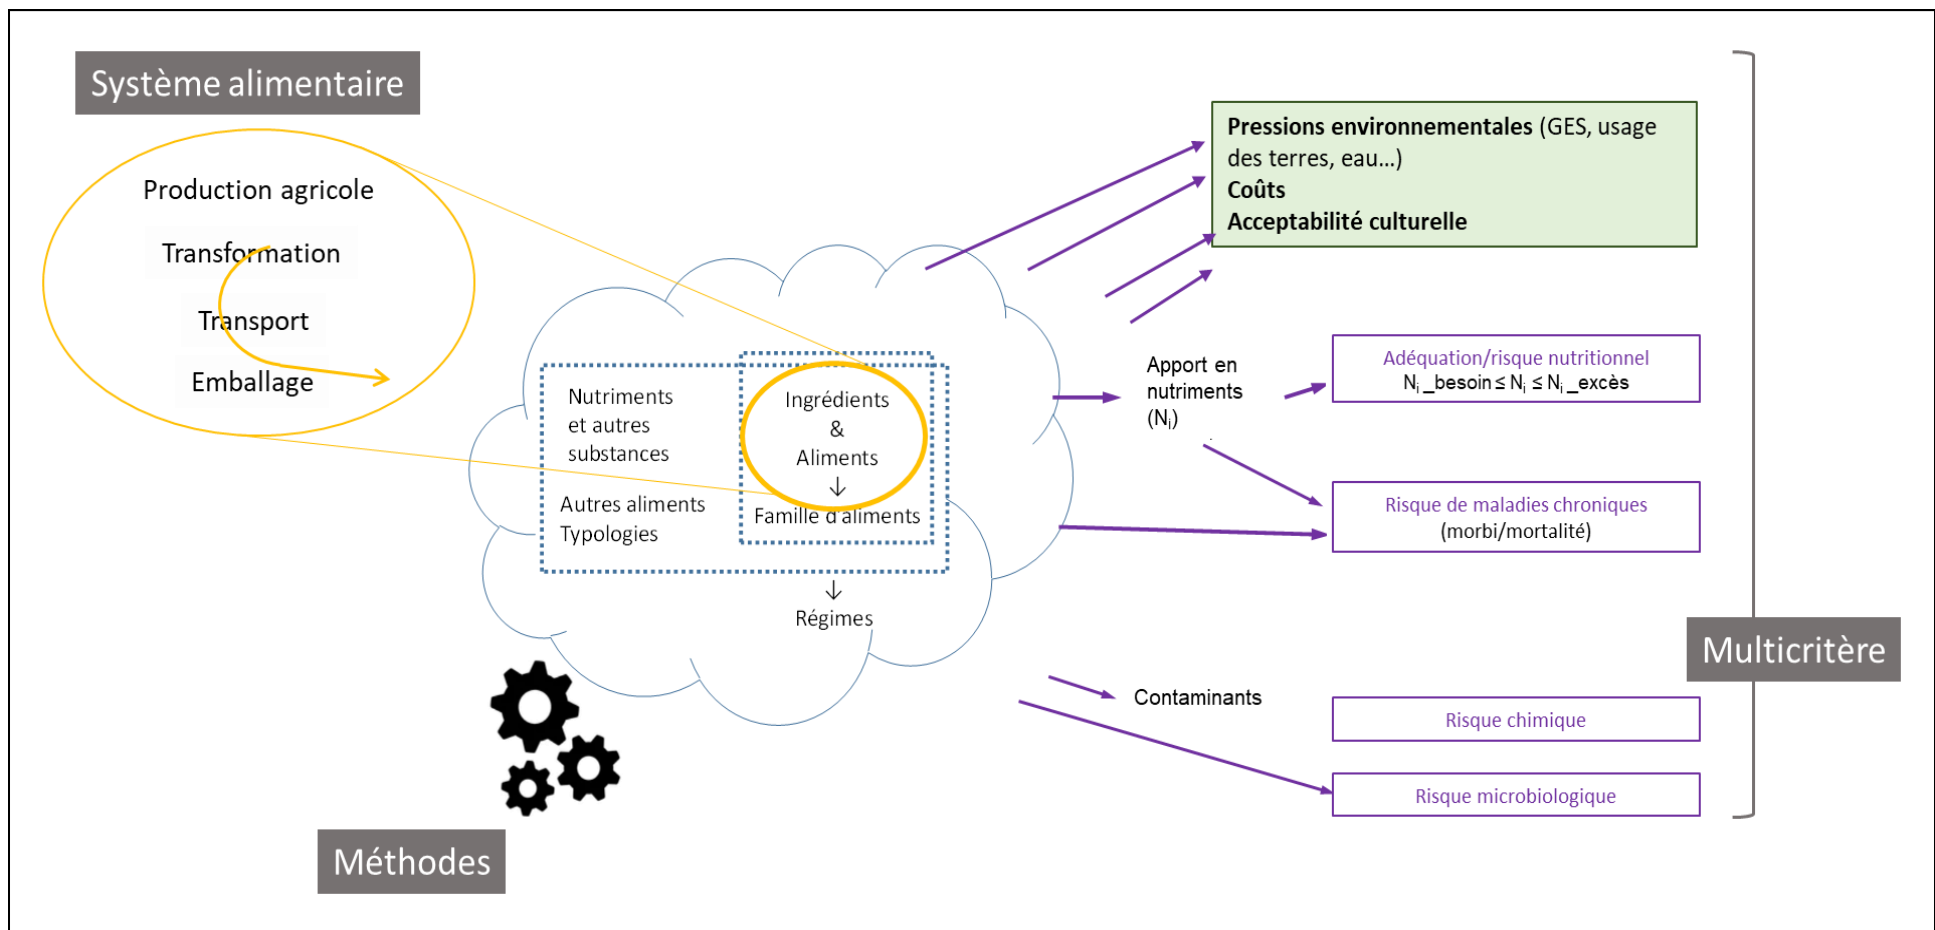 Système alimentaire
Production agricole
Transformation
Transport
Emballage
Nutriments
et autres
substances
Autres aliments
Typologies
Ingrédients
&
Aliments
↓
Famille d'aliments
↓
Régimes
Méthodes
Pressions environnementales (GES, usage
des terres, eau...)
Coûts
Acceptabilité culturelle
Apport en
nutriments
(Ni)
Adéquation/risque nutritionnel
Ni_besoin ≤ Ni ≤ Ni_excès
Risque de maladies chroniques
(morbi/mortalité)
Contaminants
Risque chimique
Risque microbiologique
Multicritère